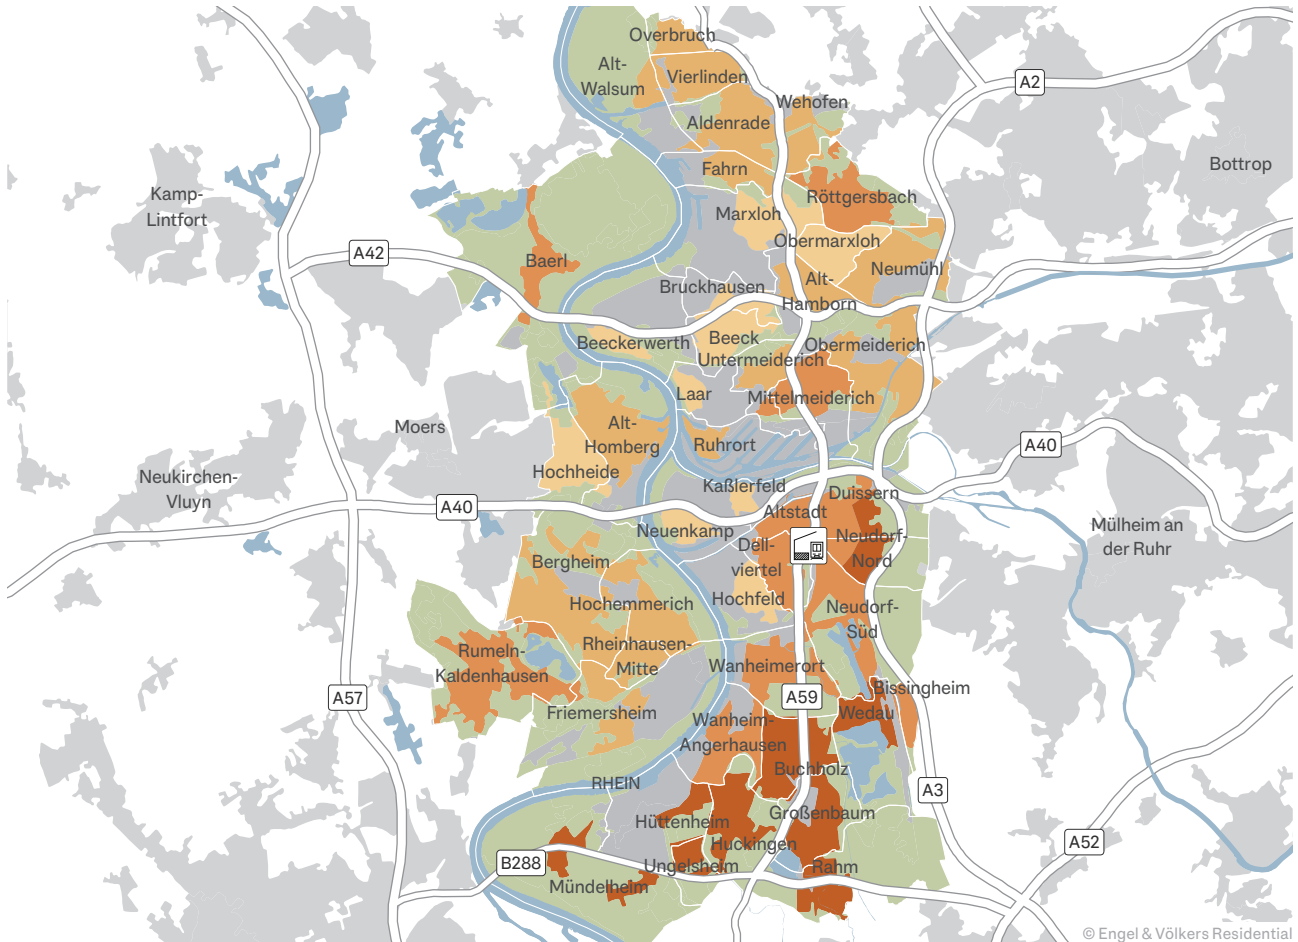 Overbruch
Alt-
Walsum
Vierlinden
A2
Wehofen
Aldenrade
Bottrop
Fahrn
Kamp-
Lintfort
Röttgersbach
Marxloh
Obermarxloh
A42
Baerl
Neumühl
Alt-
Hamborn
Bruckhausen
Beeckerwerth
Beeck
Obermeiderich
Untermeiderich
Laar
Mittelmeiderich
Moers
Alt-
Homberg
Ruhrort
A40
Hochheide
Neukirchen-
Vluyn
Kaßlerfeld
Duissern
A40
Altstadt
Neuenkamp
Mülheim an
der Ruhr
Dell-
viertel
Neudorf-
Nord
Bergheim
Hochemmerich
Hochfeld
Neudorf-
Süd
Rheinhausen-
Mitte
Rumeln-
Kaldenhausen
Wanheimerort
Bissingheim
A57
A59
Wedau
Friemersheim
Wanheim-
Angerhausen
Buchholz
RHEIN
A3
Großenbaum
Hüttenheim
Huckingen
A52
B288
Ungelsheim
Rahm
Mündelheim
© Engel & Völkers Residential